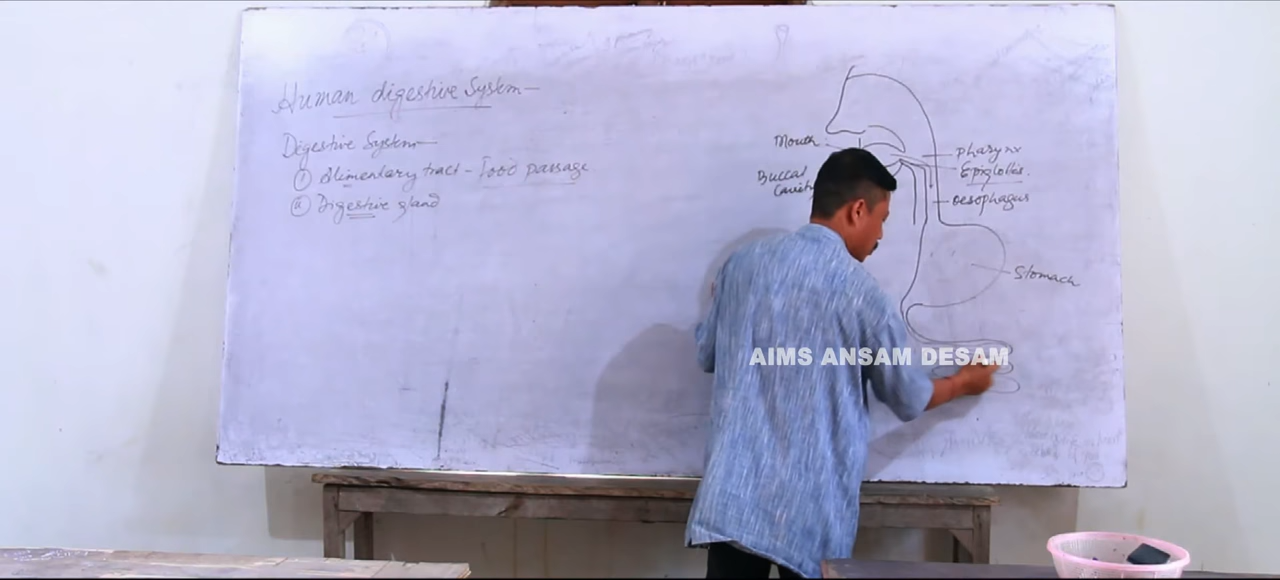 Human digestive System—
Digestive System—
(i) Alimentary tract – Food passage
(ii) Digestive gland
Mouth
Buccal
Cavity
Pharynx
Epiglottis.
oesophagus
Stomach
AIMS ANSAM DESAM